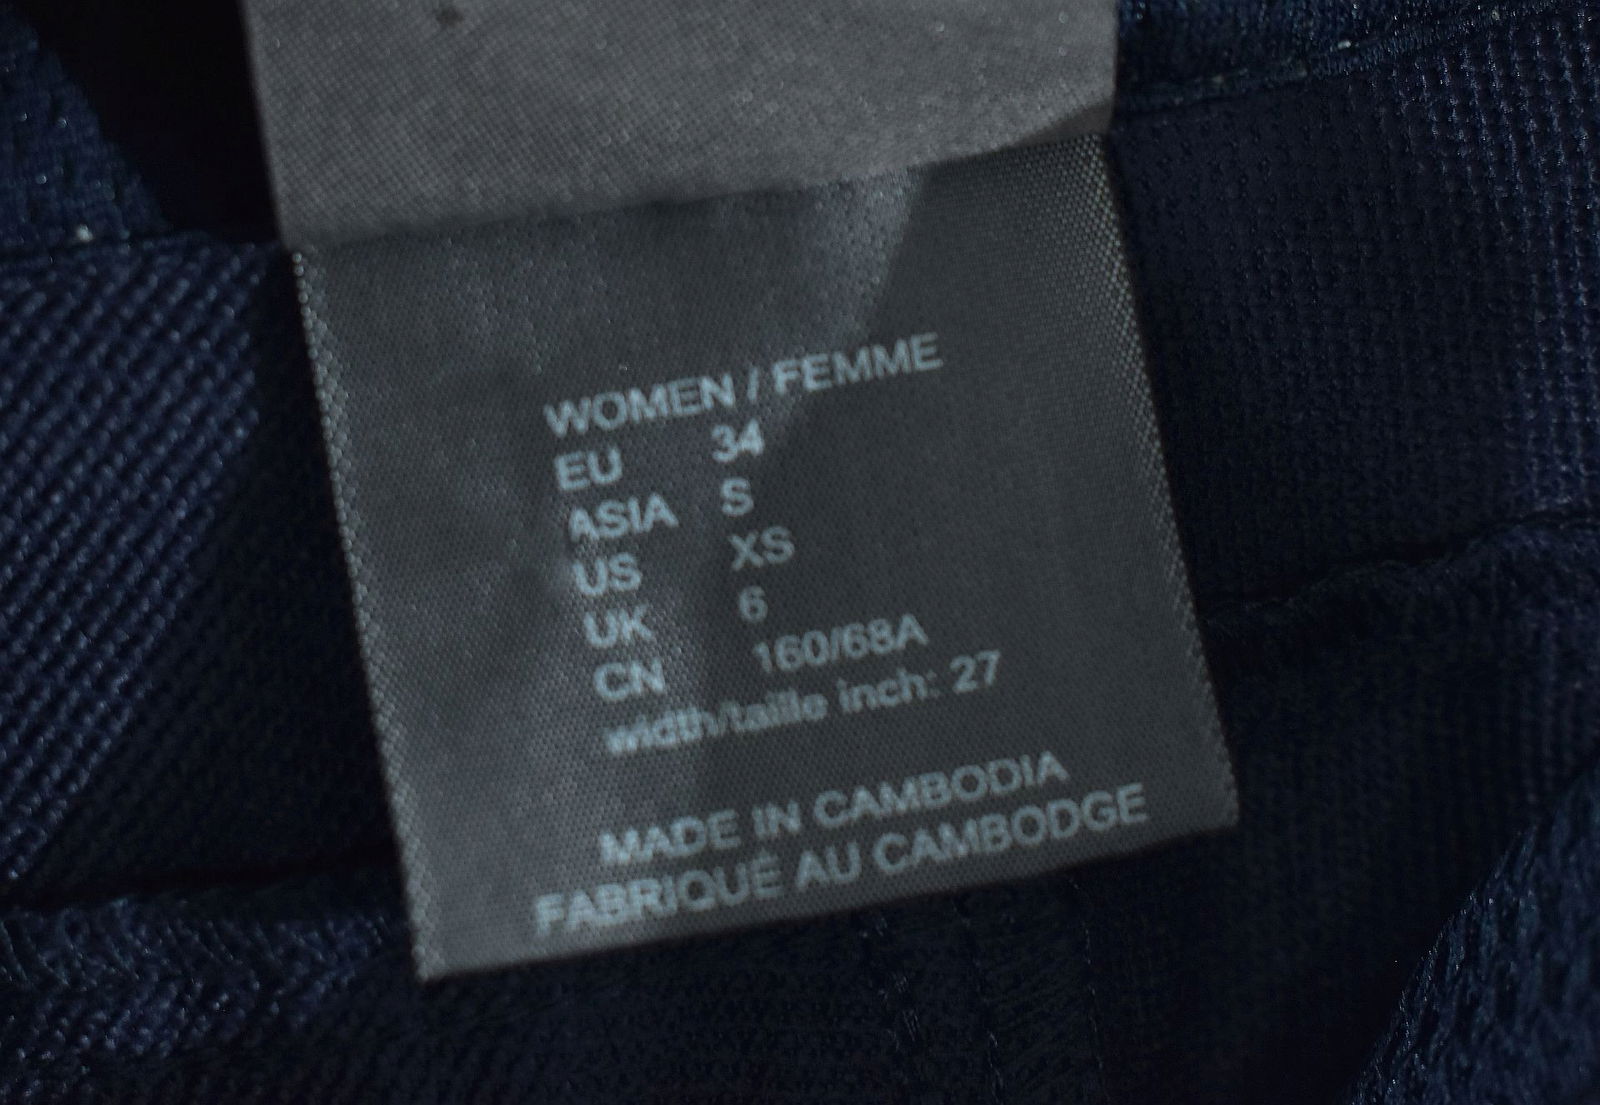 WOMEN / FEMME
EU 34
ASIA S
US XS
UK 6
CN 160/68A
width/taille inch: 27
MADE IN CAMBODIA
FABRIQUÉ AU CAMBODGE